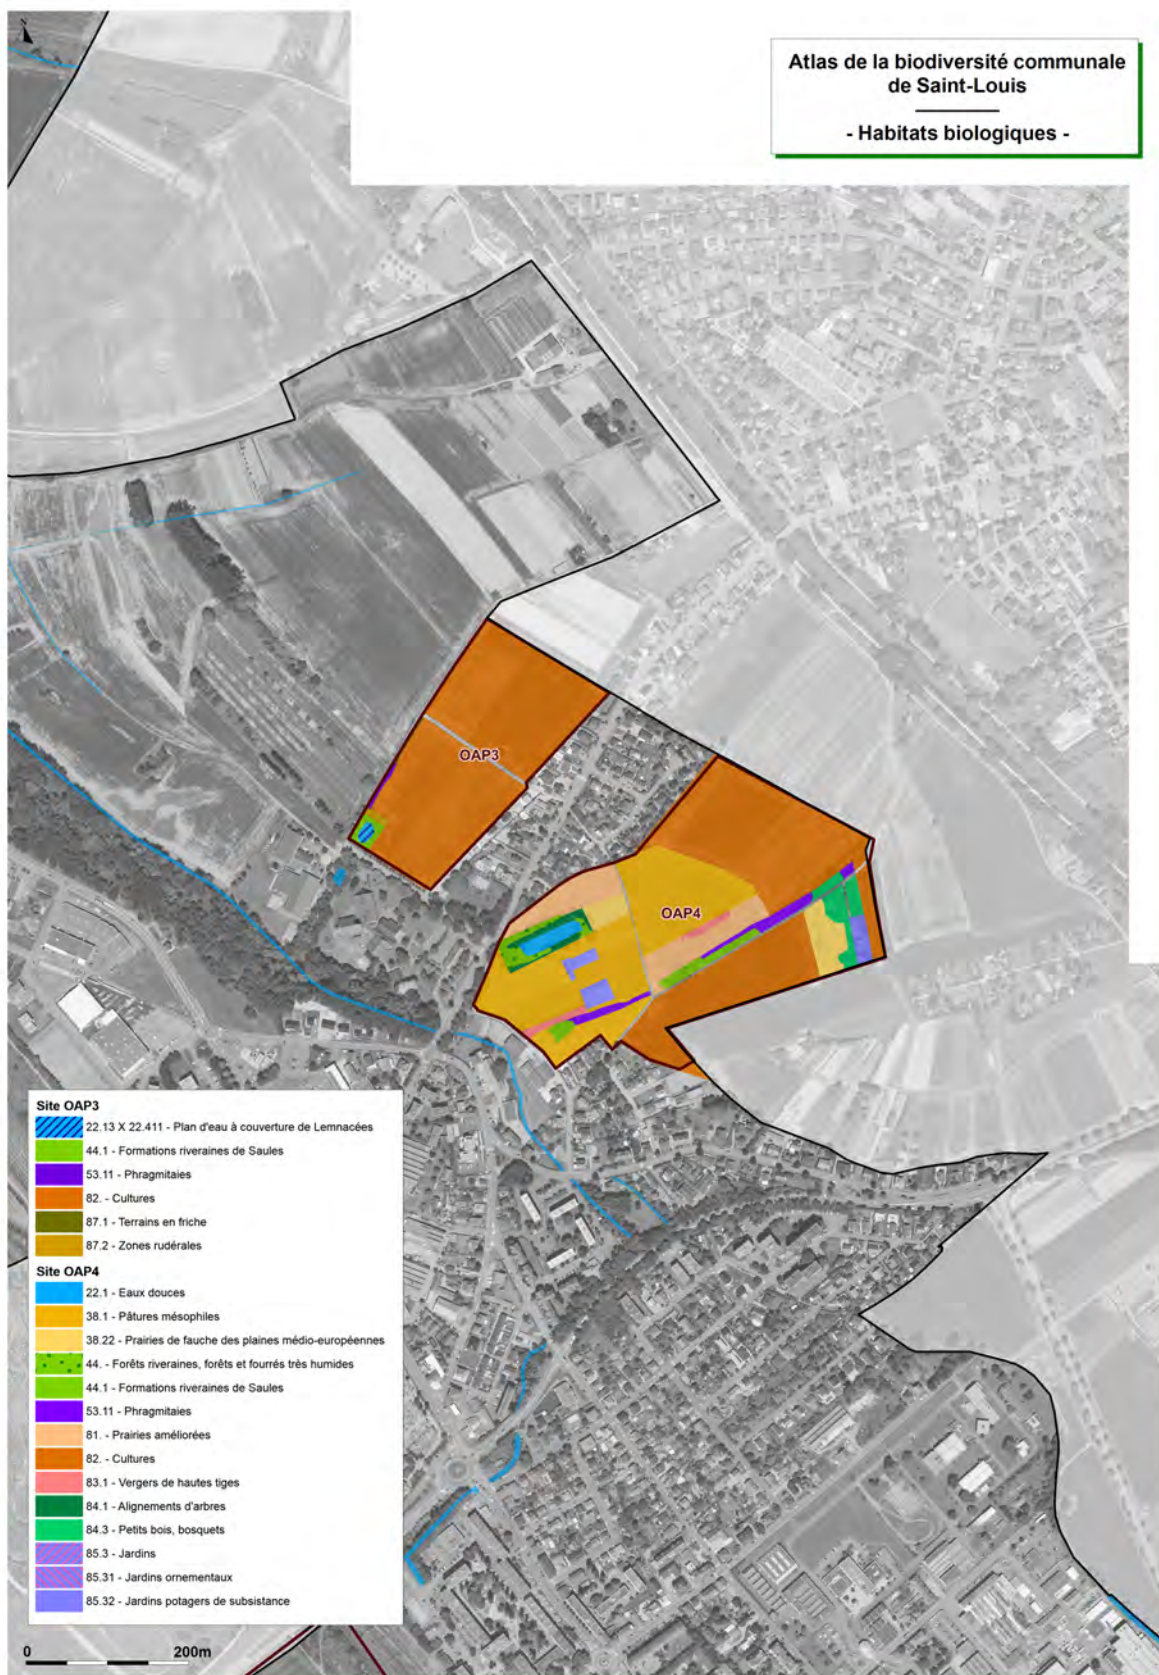 N
Atlas de la biodiversité communale
de Saint-Louis
- Habitats biologiques -
OAP3
OAP4
Site OAP3
22.13 X 22.411 - Plan d'eau à couverture de Lemnacées
44.1 - Formations riveraines de Saules
53.11 - Phragmitaies
82. - Cultures
87.1 - Terrains en friche
87.2 - Zones rudérales
Site OAP4
22.1 - Eaux douces
38.1 - Pâtures mésophiles
38.22 - Prairies de fauche des plaines médio-européennes
44. - Forêts riveraines, forêts et fourrés très humides
44.1 - Formations riveraines de Saules
53.11 - Phragmitaies
81. - Prairies améliorées
82. - Cultures
83.1 - Vergers de hautes tiges
84.1 - Alignements d'arbres
84.3 - Petits bois, bosquets
85.3 - Jardins
85.31 - Jardins ornementaux
85.32 - Jardins potagers de subsistance
0 200m